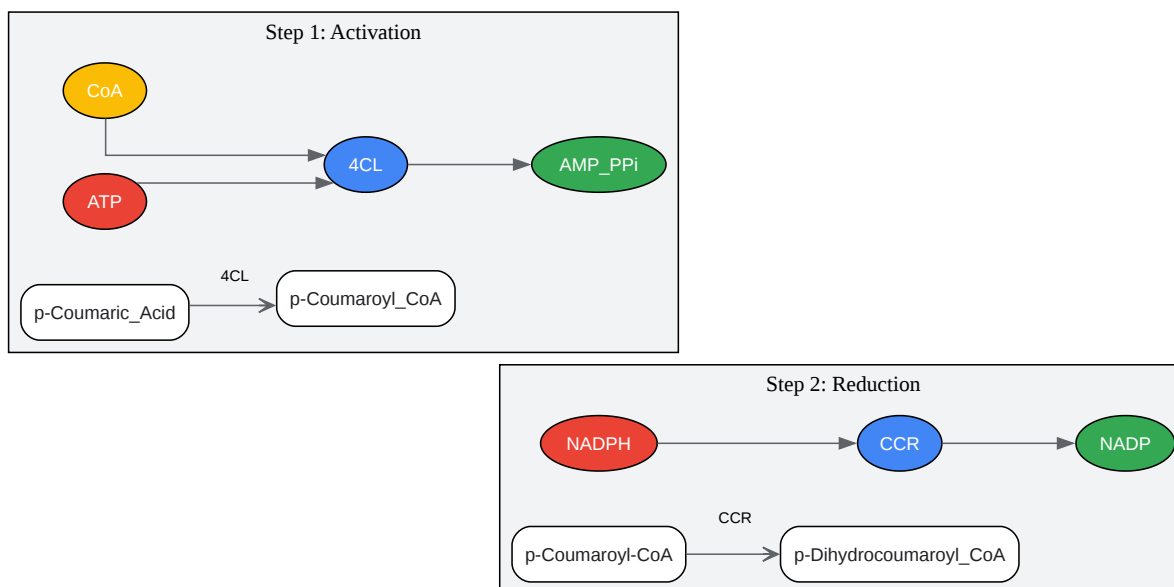 Step 1: Activation
CoA
4CL
AMP_PPi
ATP
4CL
p-Coumaric_Acid
p-Coumaroyl_CoA
Step 2: Reduction
NADPH
CCR
NADP
CCR
p-Coumaroyl-CoA
p-Dihydrocoumaroyl_CoA